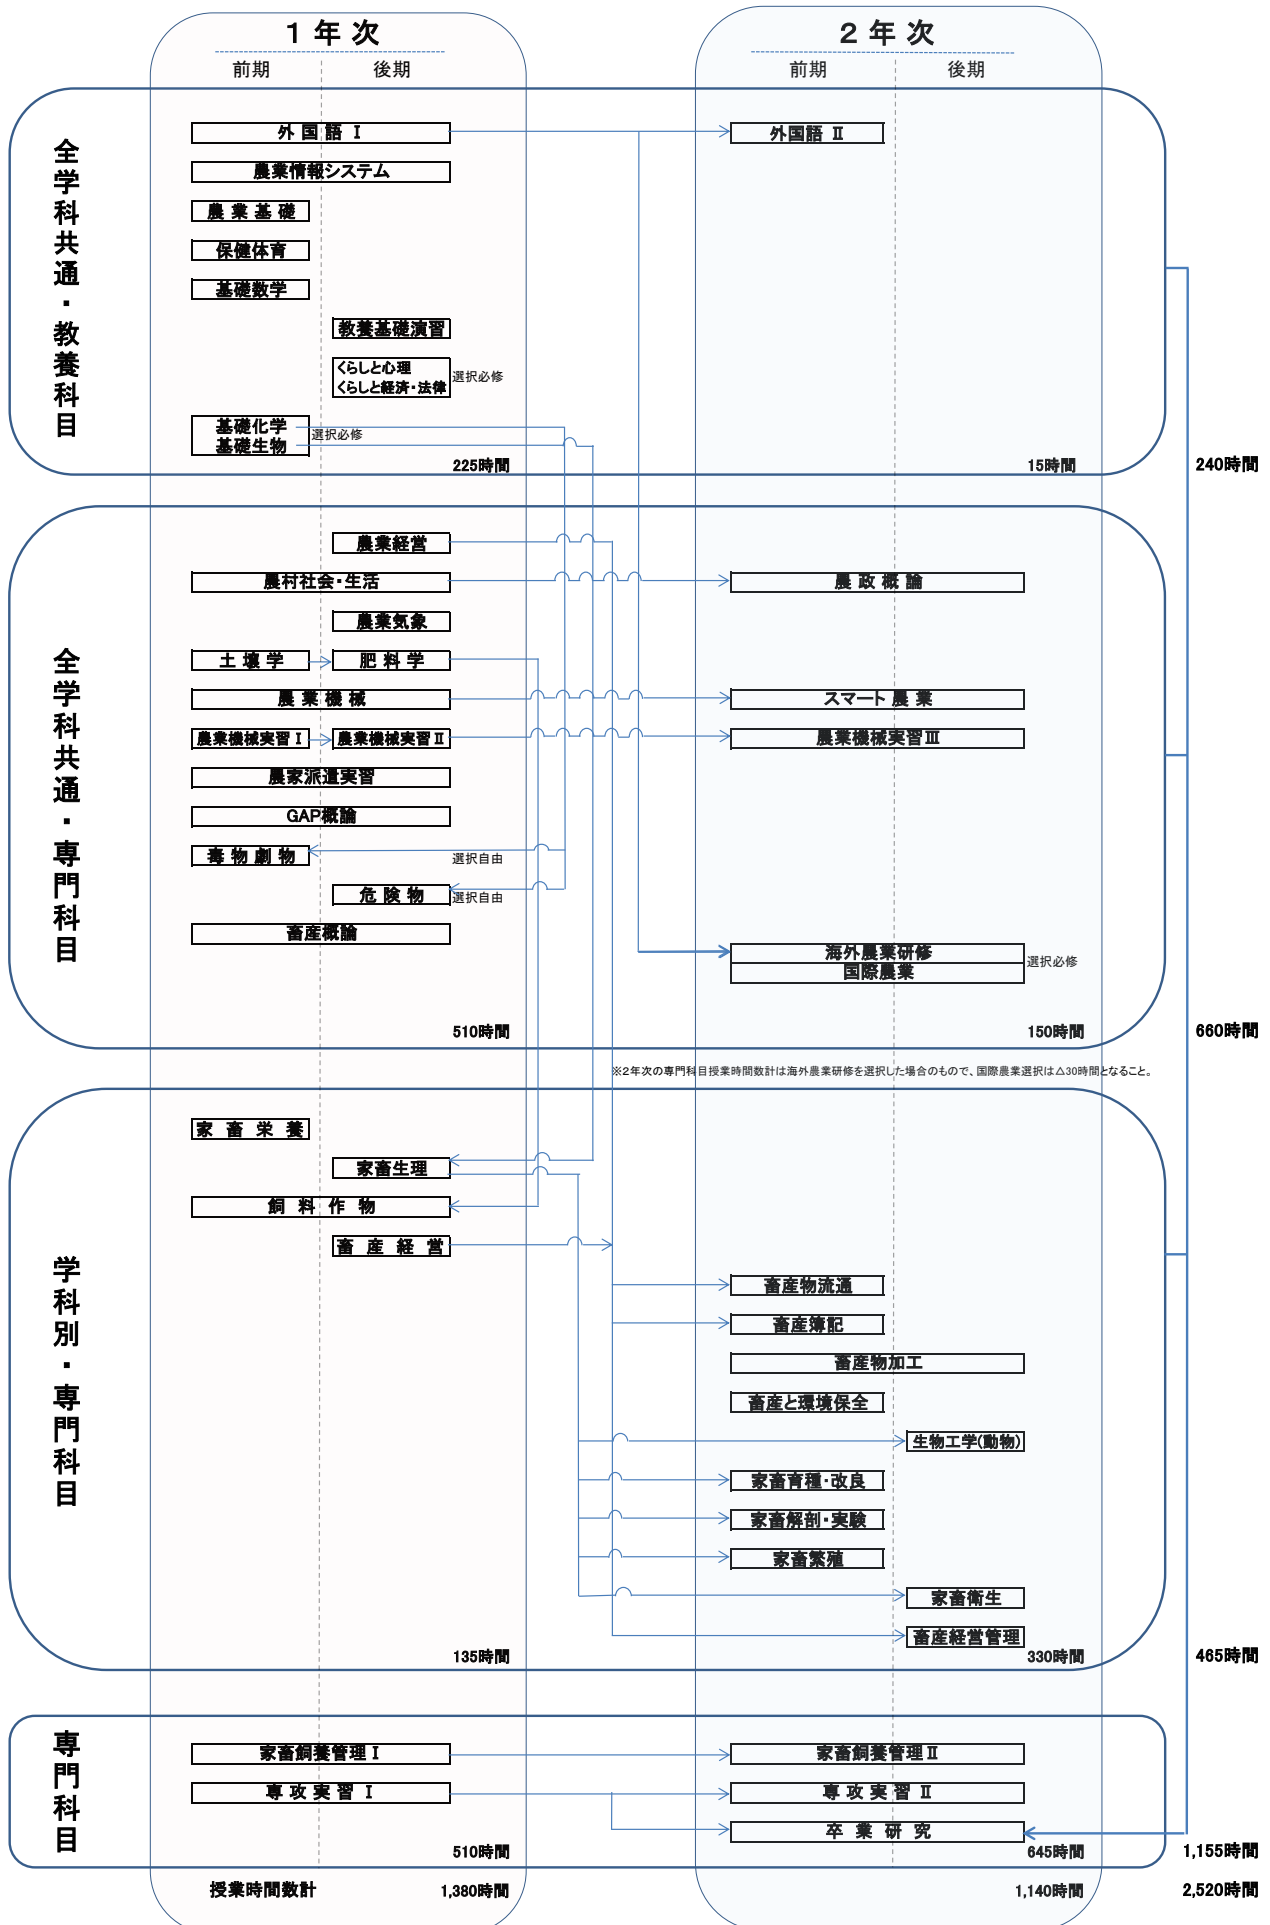 １年次
２年次
前期
後期
前期
後期
全学科共通・教養科目
外国語 Ⅰ
外国語 Ⅱ
農業情報システム
農業基礎
保健体育
基礎数学
教養基礎演習
くらしと心理
くらしと経済・法律
選択必修
基礎化学
基礎生物
選択必修
225時間
15時間
240時間
全学科共通・専門科目
農業経営
農村社会・生活
農政概論
農業気象
土壌学
肥料学
農業機械
スマート農業
農業機械実習Ⅰ
農業機械実習Ⅱ
農業機械実習Ⅲ
農家派遣実習
GAP概論
毒物劇物
選択自由
危険物
選択自由
畜産概論
海外農業研修
国際農業
選択必修
510時間
150時間
660時間
※2年次の専門科目授業時間数計は海外農業研修を選択した場合のもので、国際農業選択は△30時間となること。
学科別・専門科目
家畜栄養
家畜生理
飼料作物
畜産経営
畜産物流通
畜産簿記
畜産物加工
畜産と環境保全
生物工学(動物)
家畜育種・改良
家畜解剖・実験
家畜繁殖
家畜衛生
畜産経営管理
135時間
330時間
465時間
専門科目
家畜飼養管理Ⅰ
家畜飼養管理Ⅱ
専攻実習 Ⅰ
専攻実習 Ⅱ
卒業研究
510時間
645時間
1,155時間
授業時間数計
1,380時間
1,140時間
2,520時間